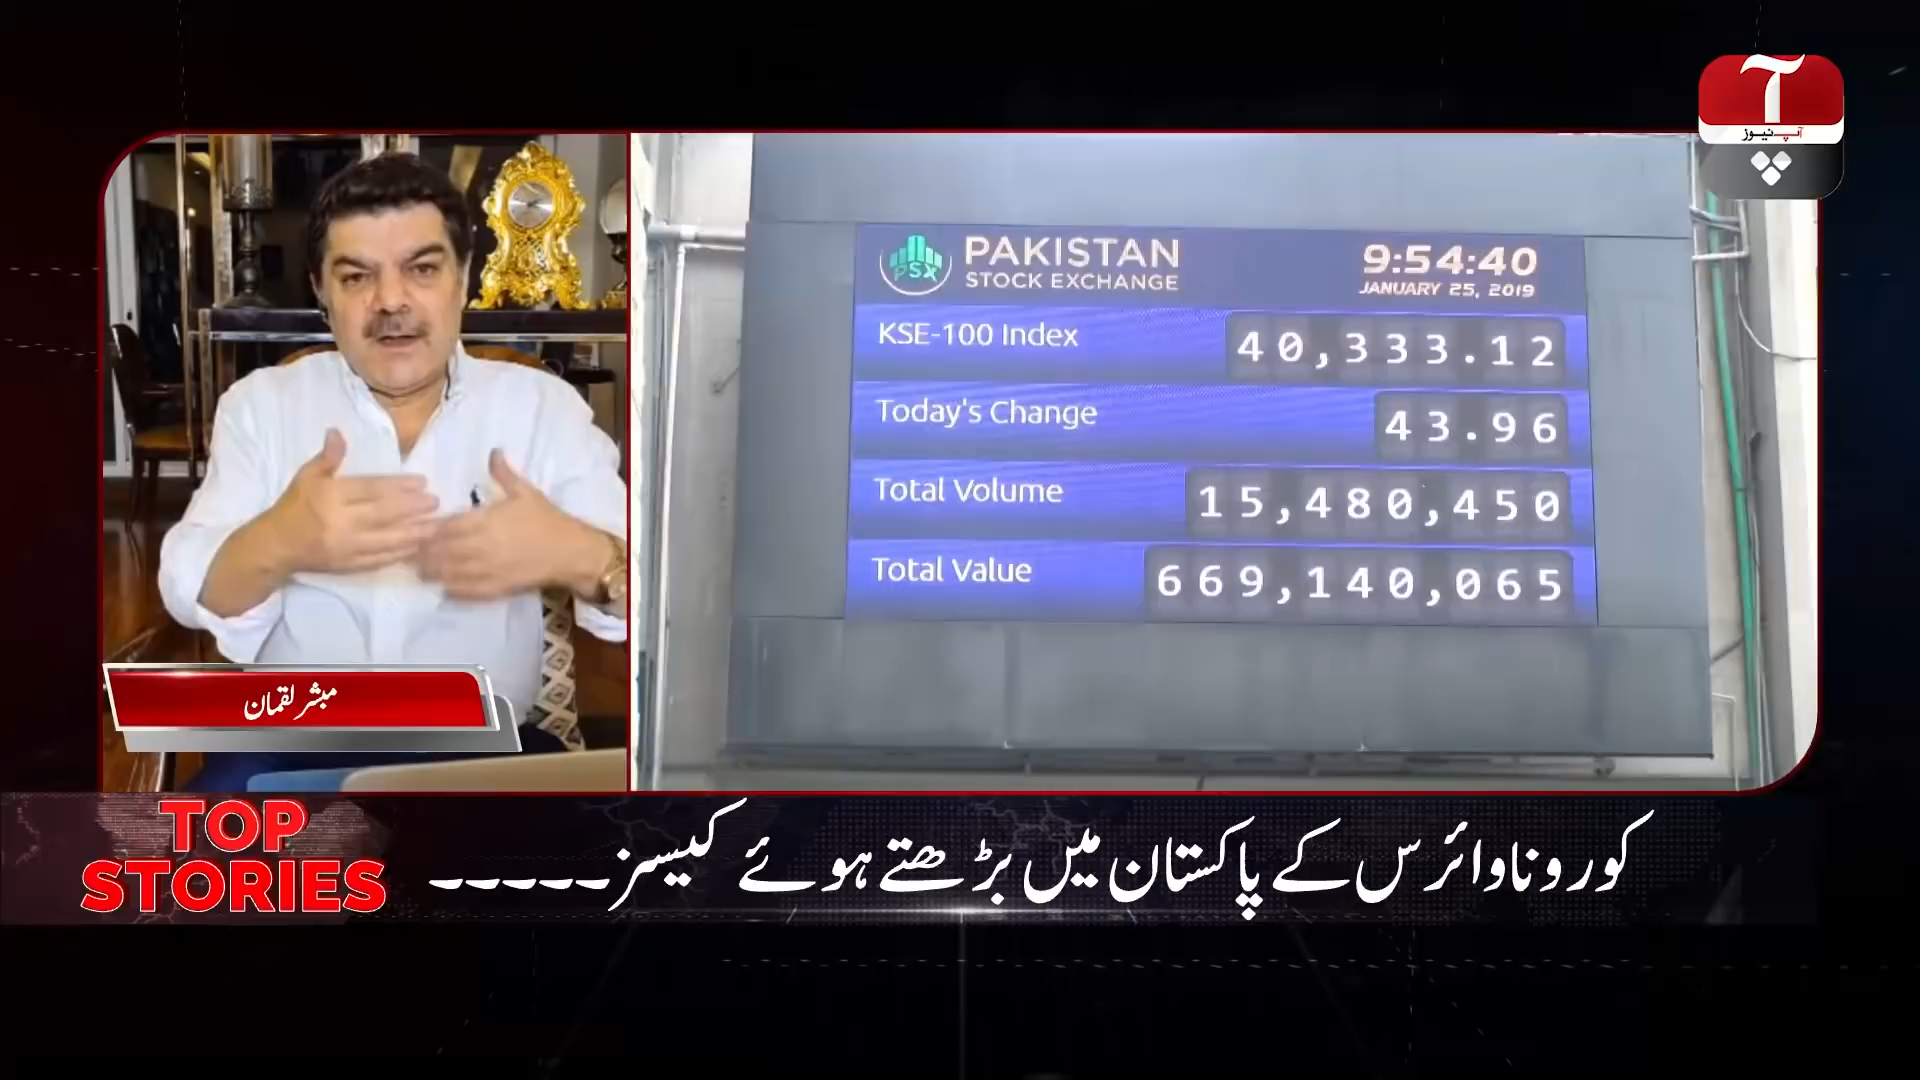 آپ نیوز
PSX
PAKISTAN
STOCK EXCHANGE
9:54:40
JANUARY 25, 2019
KSE-100 Index
40,333.12
Today's Change
43.96
Total Volume
15,480,450
Total Value
669,140,065
مبشر لقمان
TOP
STORIES
کورونا وائرس کے پاکستان میں بڑھتے ہوئے کیسز-----